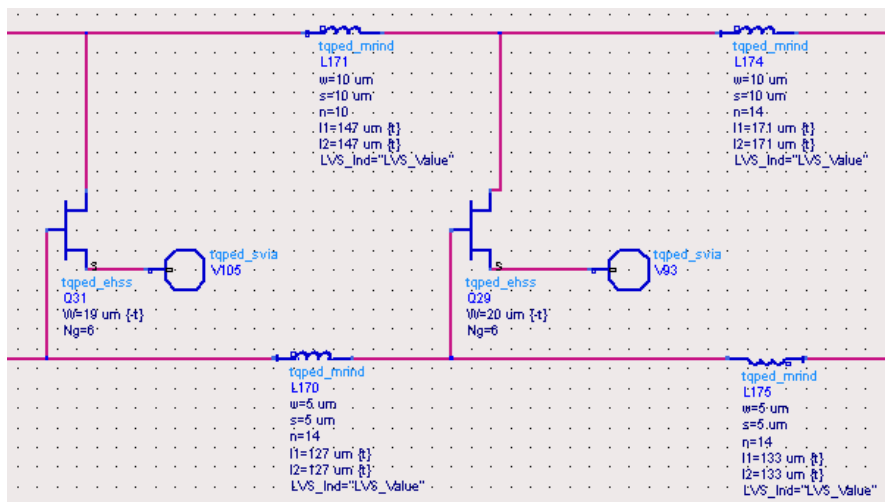 tqped_mrind
L171
w=10 um
s=10 um
n=10
l1=147 um {t}
l2=147 um {t}
LVS_Ind="LVS_Value"
tqped_mrind
L174
w=10 um
s=10 um
n=14
l1=171 um {t}
l2=171 um {t}
LVS_Ind="LVS_Value"
S
tqped_svia
V105
tqped_ehss
Q31
W=19 um {-t}
Ng=6
S
tqped_svia
V93
tqped_ehss
Q29
W=20 um {-t}
Ng=6
tqped_mrind
L170
w=5 um
s=5 um
n=14
l1=127 um {t}
l2=127 um {t}
LVS_Ind="LVS_Value"
tqped_mrind
L175
w=5 um
s=5 um
n=14
l1=133 um {t}
l2=133 um {t}
LVS_Ind="LVS_Value"